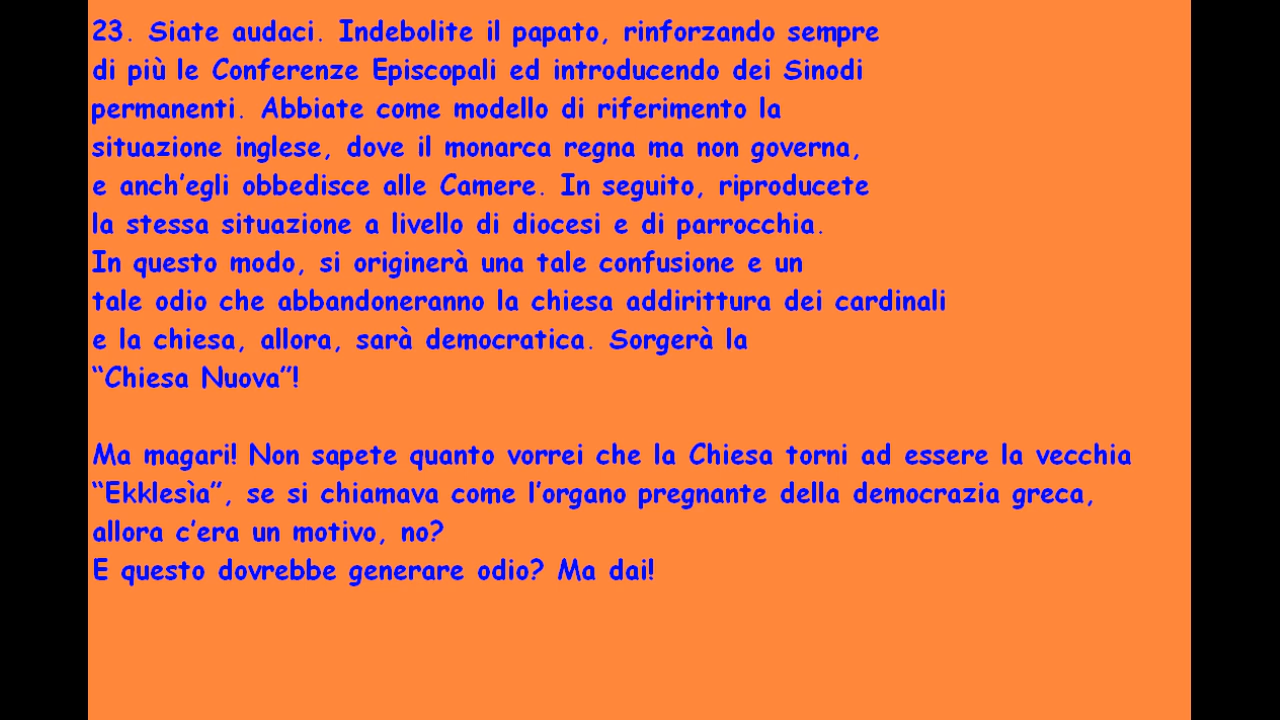 23. Siate audaci. Indebolite il papato, rinforzando sempre
di più le Conferenze Episcopali ed introducendo dei Sinodi
permanenti. Abbiate come modello di riferimento la
situazione inglese, dove il monarca regna ma non governa,
e anch'egli obbedisce alle Camere. In seguito, riproducete
la stessa situazione a livello di diocesi e di parrocchia.
In questo modo, si originerà una tale confusione e un
tale odio che abbandoneranno la chiesa addirittura dei cardinali
e la chiesa, allora, sarà democratica. Sorgerà la
“Chiesa Nuova”!
Ma magari! Non sapete quanto vorrei che la Chiesa torni ad essere la vecchia
“Ekklesìa”, se si chiamava come l'organo pregnante della democrazia greca,
allora c'era un motivo, no?
E questo dovrebbe generare odio? Ma dai!